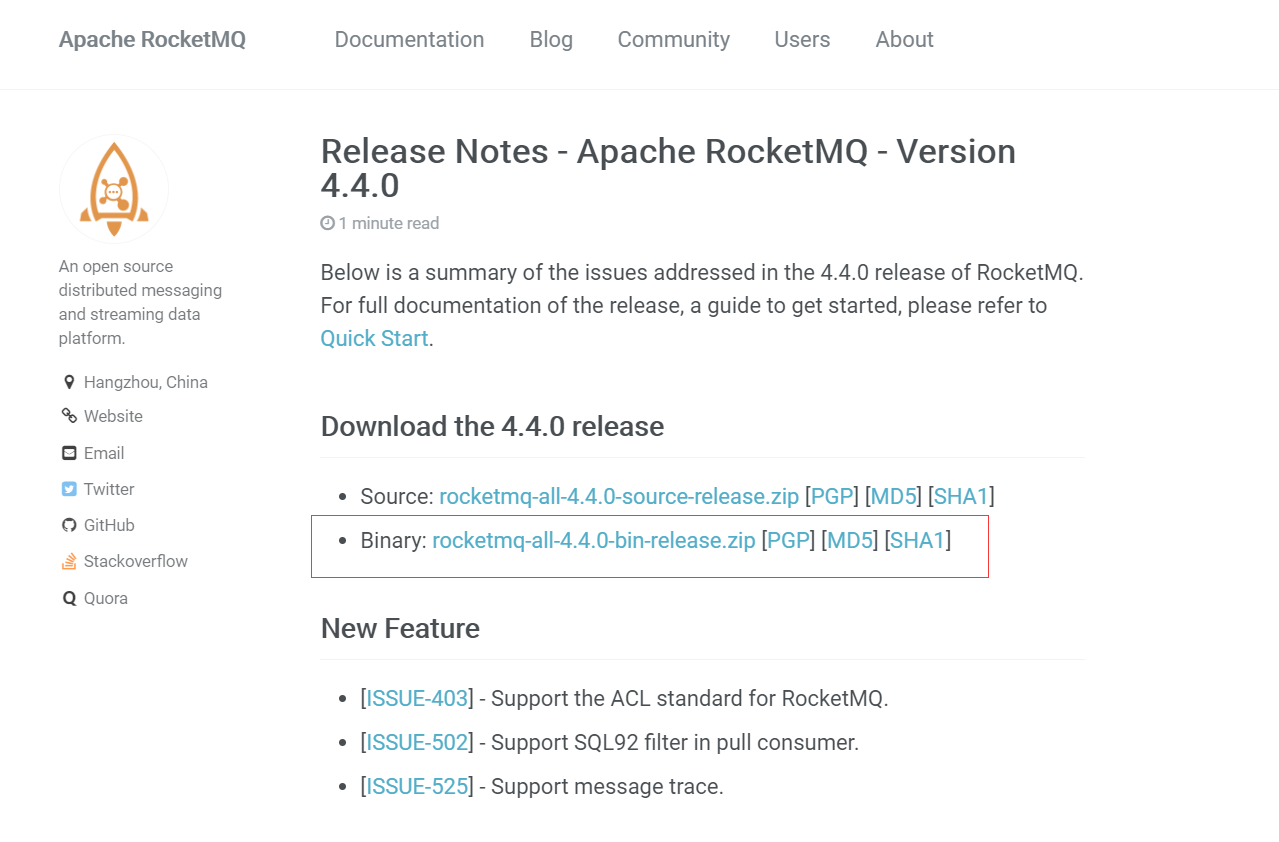 Apache RocketMQ Documentation Blog Community Users About
An open source
distributed messaging
and streaming data
platform.
Hangzhou, China
Website
Email
Twitter
GitHub
Stackoverflow
Quora
Release Notes - Apache RocketMQ - Version
4.4.0
1 minute read
Below is a summary of the issues addressed in the 4.4.0 release of RocketMQ.
For full documentation of the release, a guide to get started, please refer to
Quick Start.
Download the 4.4.0 release
• Source: rocketmq-all-4.4.0-source-release.zip [PGP] [MD5] [SHA1]
• Binary: rocketmq-all-4.4.0-bin-release.zip [PGP] [MD5] [SHA1]
New Feature
• [ISSUE-403] - Support the ACL standard for RocketMQ.
• [ISSUE-502] - Support SQL92 filter in pull consumer.
• [ISSUE-525] - Support message trace.